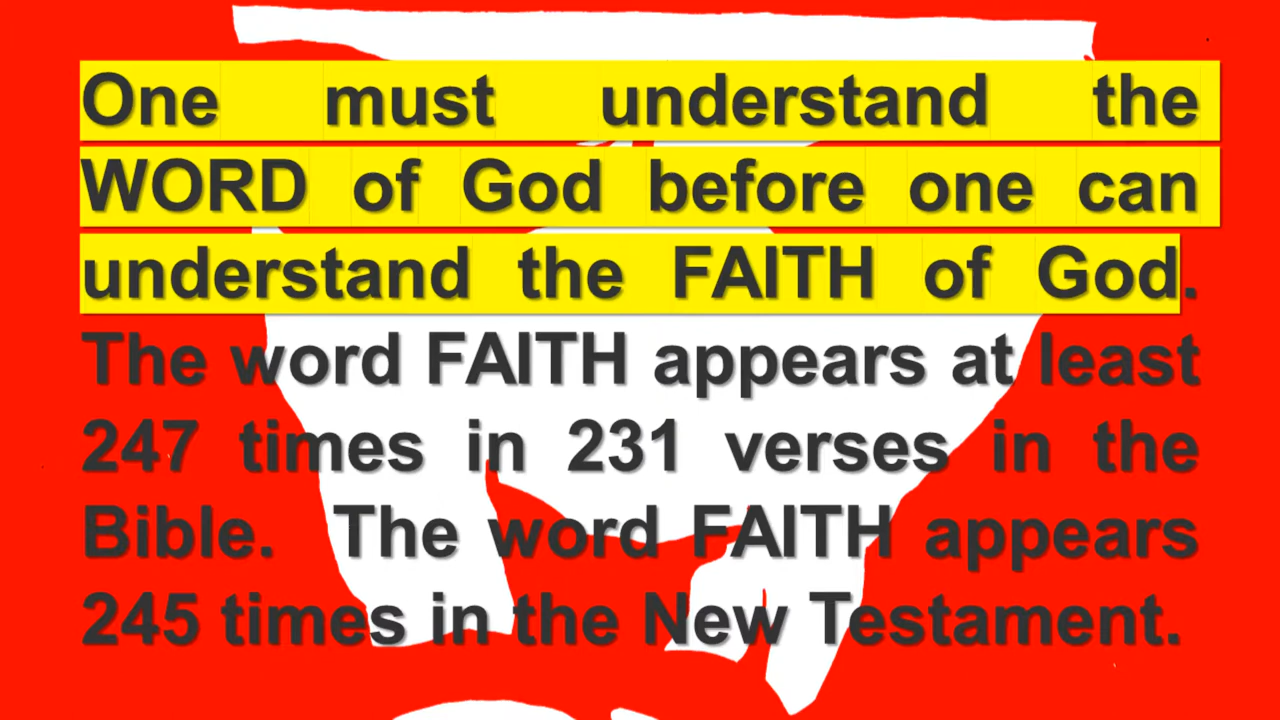 One must understand the
WORD of God before one can
understand the FAITH of God.
The word FAITH appears at least
247 times in 231 verses in the
Bible. The word FAITH appears
245 times in the New Testament.